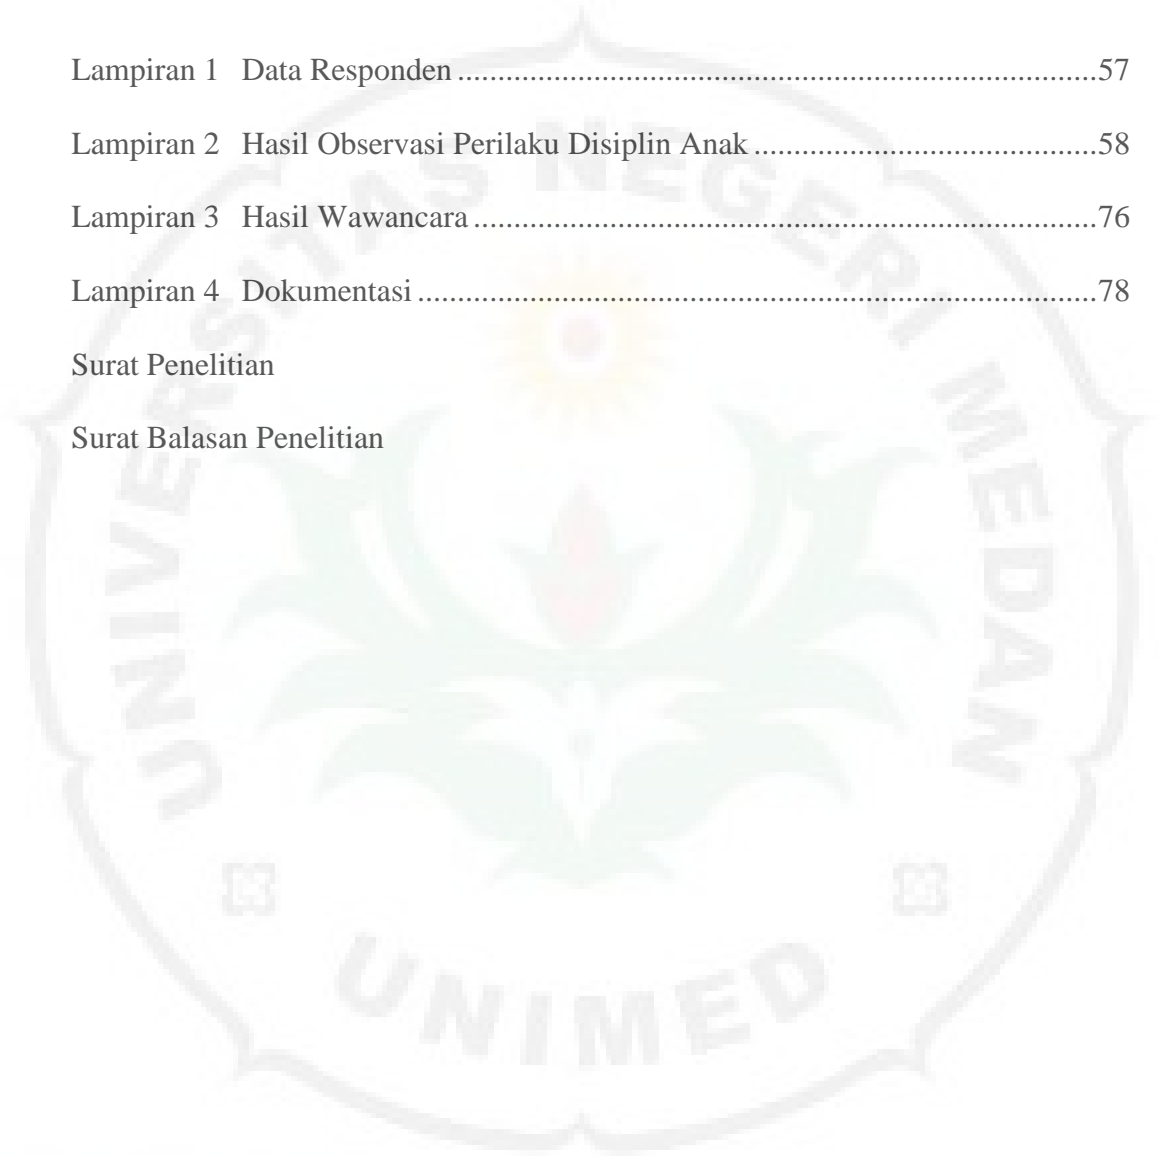 Lampiran 1 Data Responden ................................................................................57
Lampiran 2 Hasil Observasi Perilaku Disiplin Anak ...........................................58
Lampiran 3 Hasil Wawancara ..............................................................................76
Lampiran 4 Dokumentasi .....................................................................................78
Surat Penelitian
Surat Balasan Penelitian
UNIVERSITAS NEGERI MEDAN
UNIMED